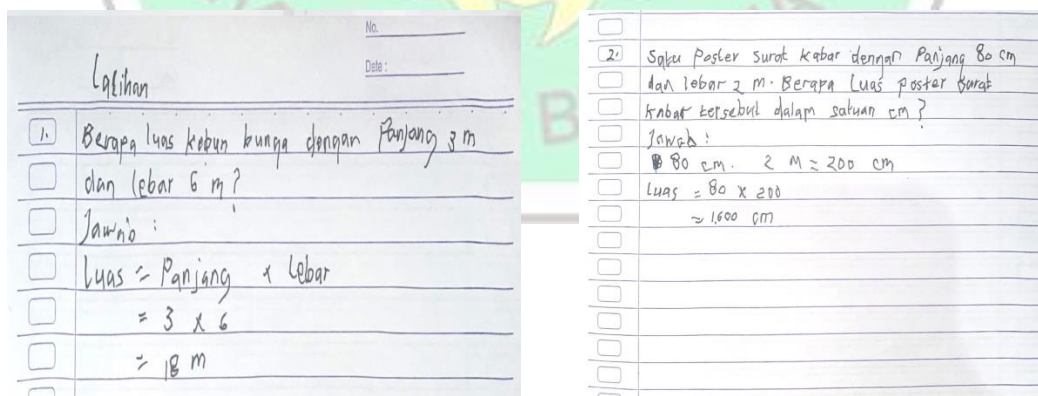 No.
Date :
Latihan
1. Berapa luas kebun bunga dengan Panjang 3 m
dan lebar 6 m?
Jawab :
Luas = Panjang x Lebar
= 3 x 6
= 18 m
2. Satu Poster Surat Kabar dengan Panjang 80 cm
dan lebar 2 m. Berapa Luas poster surat
kabar tersebut dalam satuan cm?
Jawab :
80 cm. 2 M = 200 cm
Luas = 80 x 200
= 1.600 cm
B